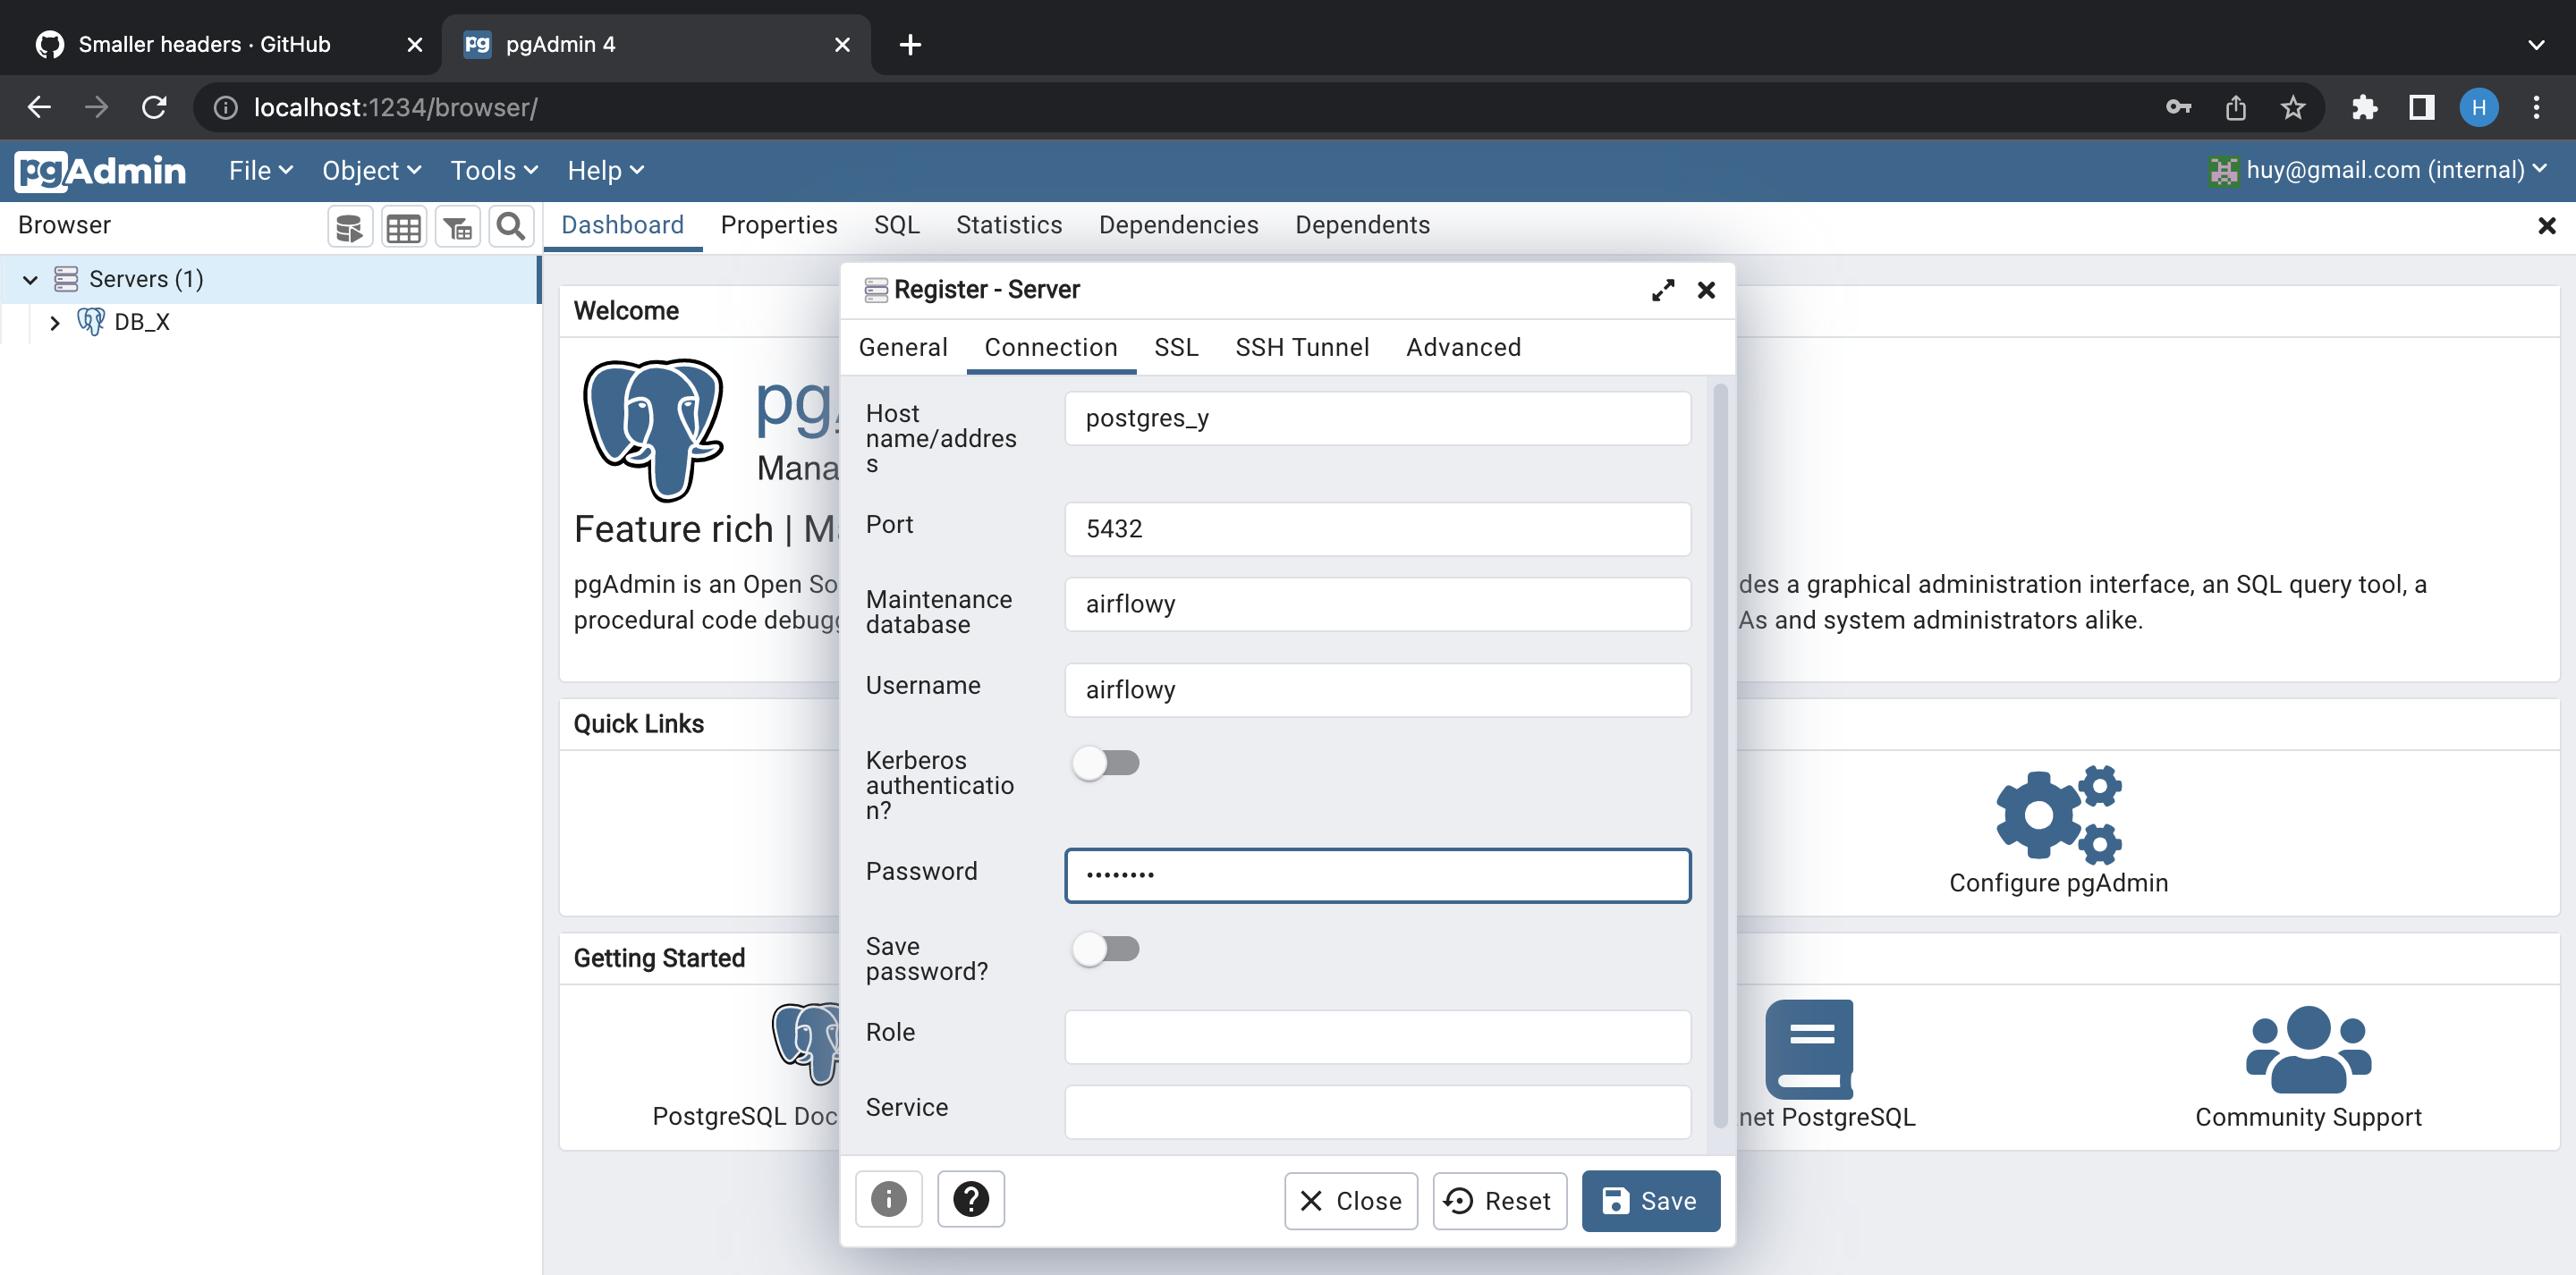 Smaller headers · GitHub
pgAdmin 4
localhost:1234/browser/
H
pgAdmin
File
Object
Tools
Help
huy@gmail.com (internal)
Browser
Dashboard
Properties
SQL
Statistics
Dependencies
Dependents
Servers (1)
DB_X
Welcome
pg
Mana
Feature rich | M
pgAdmin is an Open So
des a graphical administration interface, an SQL query tool, a
procedural code debugg
As and system administrators alike.
Quick Links
Configure pgAdmin
Getting Started
PostgreSQL Doc
net PostgreSQL
Community Support
Register - Server
General
Connection
SSL
SSH Tunnel
Advanced
Host
name/addres
s
postgres_y
Port
5432
Maintenance
database
airflowy
Username
airflowy
Kerberos
authenticatio
n?
Password
••••••••
Save
password?
Role
Service
Close
Reset
Save